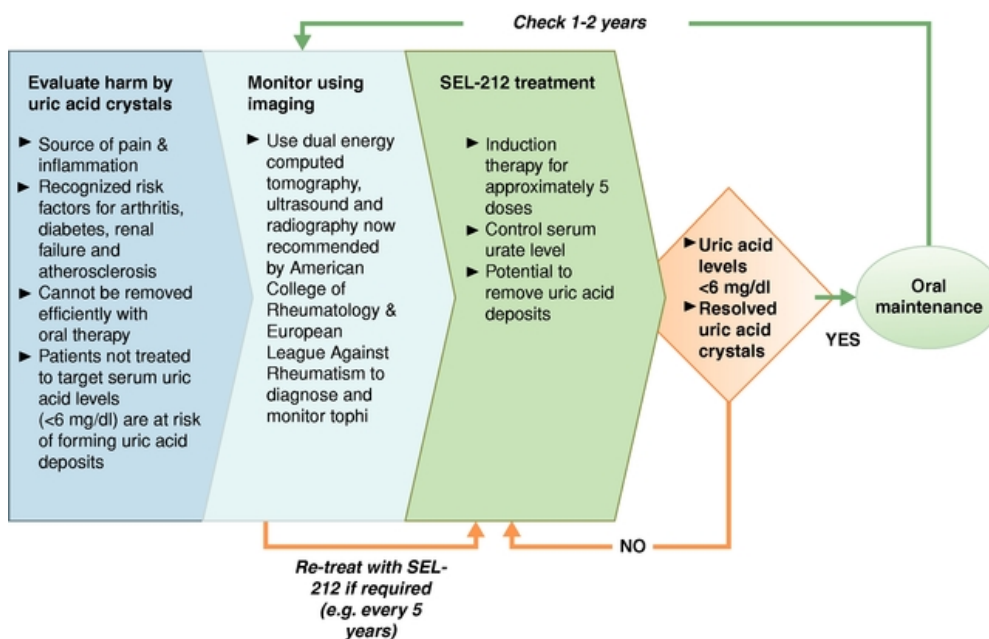 Check 1-2 years
Evaluate harm by
uric acid crystals
► Source of pain &
inflammation
► Recognized risk
factors for arthritis,
diabetes, renal
failure and
atherosclerosis
► Cannot be removed
efficiently with
oral therapy
► Patients not treated
to target serum uric
acid levels
(<6 mg/dl) are at risk
of forming uric acid
deposits
Monitor using
imaging
► Use dual energy
computed
tomography,
ultrasound and
radiography now
recommended
by American
College of
Rheumatology &
European
League Against
Rheumatism to
diagnose and
monitor tophi
SEL-212 treatment
► Induction
therapy for
approximately 5
doses
► Control serum
urate level
► Potential to
remove uric acid
deposits
► Uric acid
levels
<6 mg/dl
► Resolved
uric acid
crystals
YES
Oral
maintenance
NO
Re-treat with SEL-
212 if required
(e.g. every 5
years)